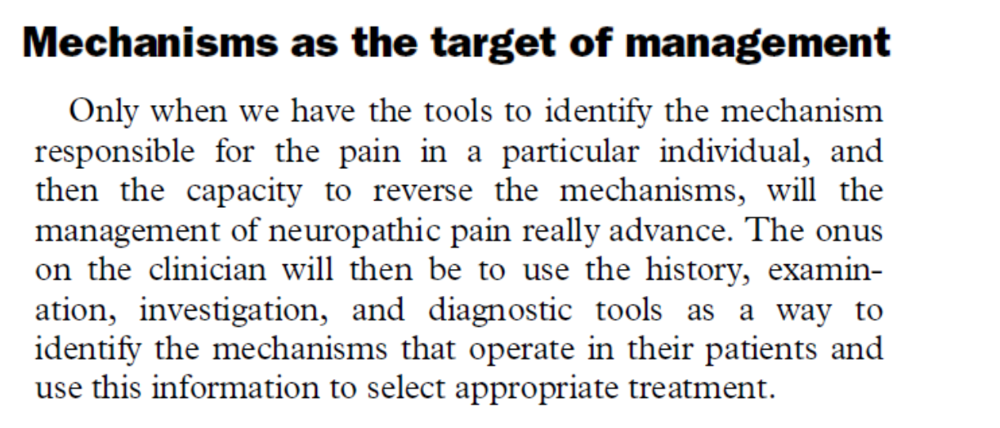 Mechanisms as the target of management
Only when we have the tools to identify the mechanism
responsible for the pain in a particular individual, and
then the capacity to reverse the mechanisms, will the
management of neuropathic pain really advance. The onus
on the clinician will then be to use the history, examin-
ation, investigation, and diagnostic tools as a way to
identify the mechanisms that operate in their patients and
use this information to select appropriate treatment.